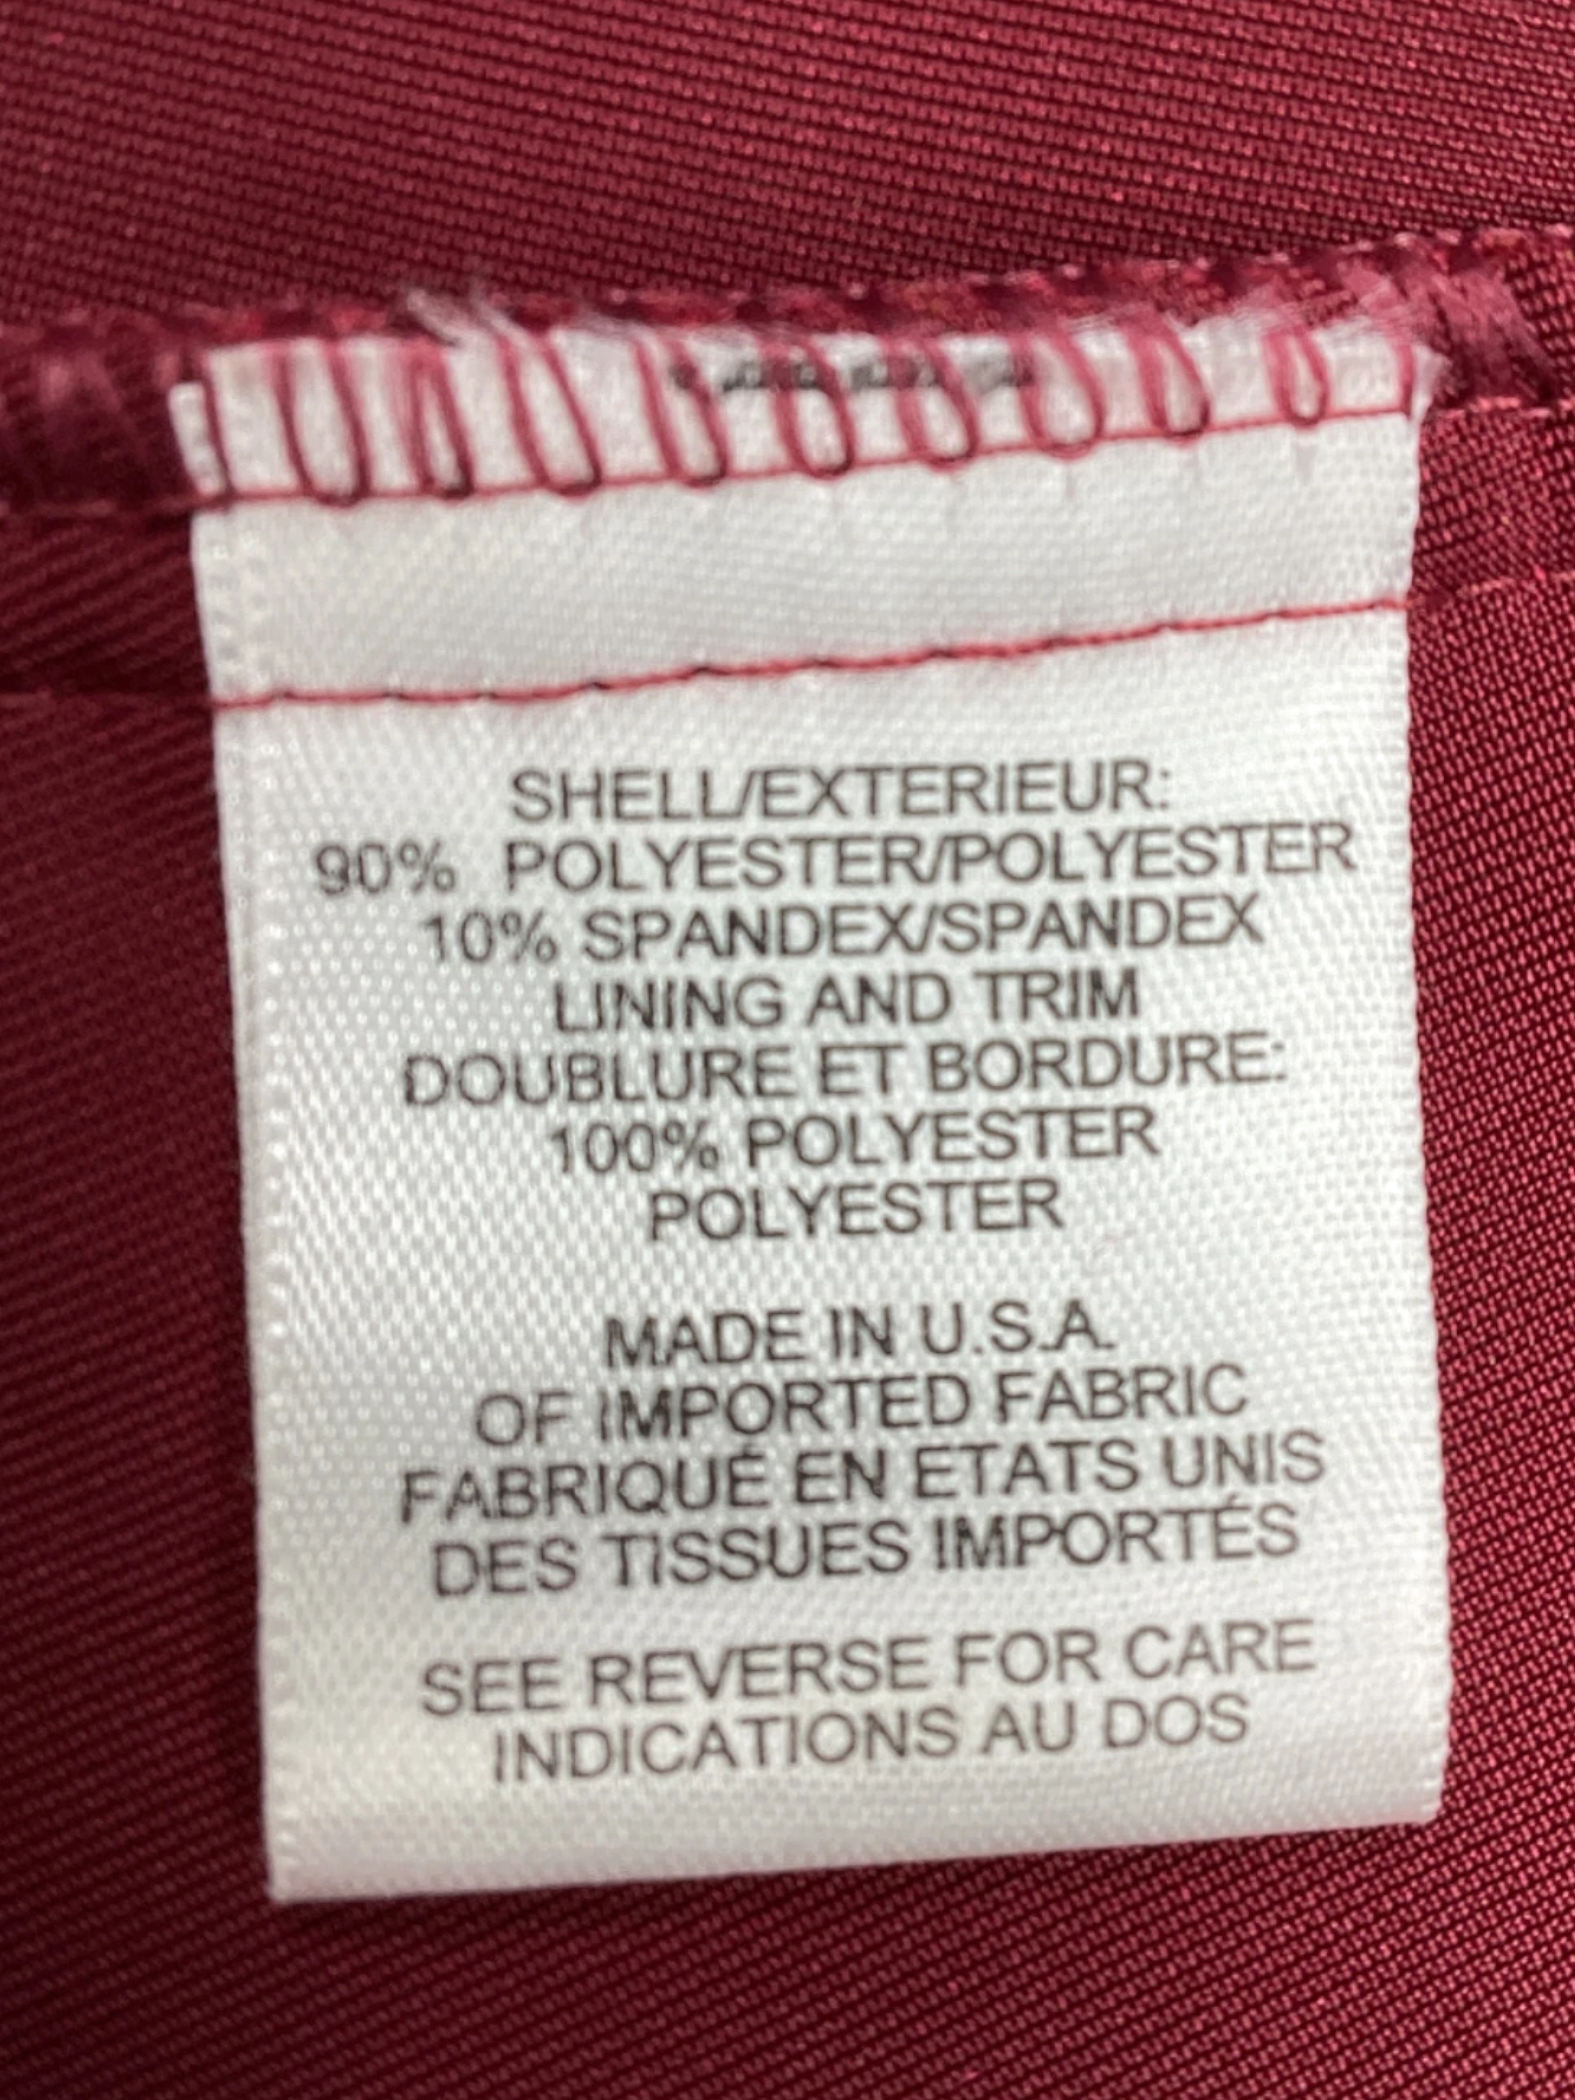 SHELL/EXTERIEUR:
90% POLYESTER/POLYESTER
10% SPANDEX/SPANDEX
LINING AND TRIM
DOUBLURE ET BORDURE:
100% POLYESTER
POLYESTER
MADE IN U.S.A.
OF IMPORTED FABRIC
FABRIQUÉ EN ETATS UNIS
DES TISSUES IMPORTÉS
SEE REVERSE FOR CARE
INDICATIONS AU DOS